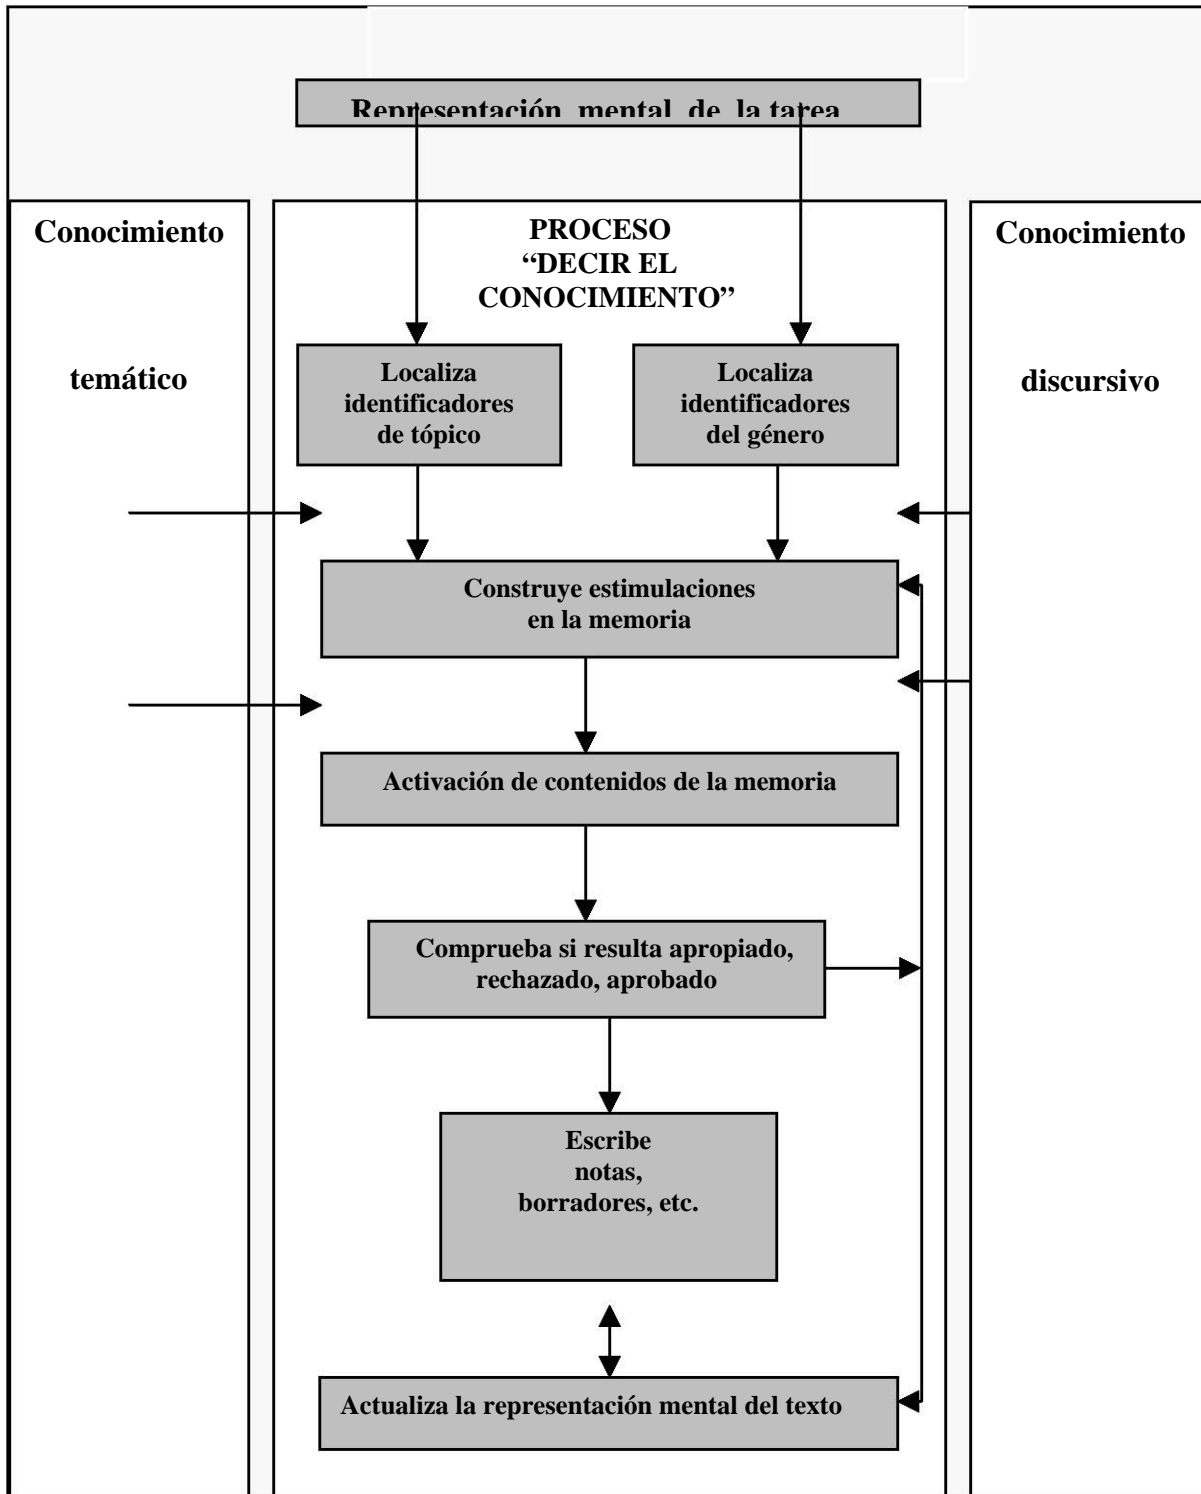 Representación mental de la tarea
Conocimiento
temático
PROCESO
“DECIR EL
CONOCIMIENTO”
Conocimiento
discursivo
Localiza
identificadores
de tópico
Localiza
identificadores
del género
Construye estimulaciones
en la memoria
Activación de contenidos de la memoria
Comprueba si resulta apropiado,
rechazado, aprobado
Escribe
notas,
borradores, etc.
Actualiza la representación mental del texto